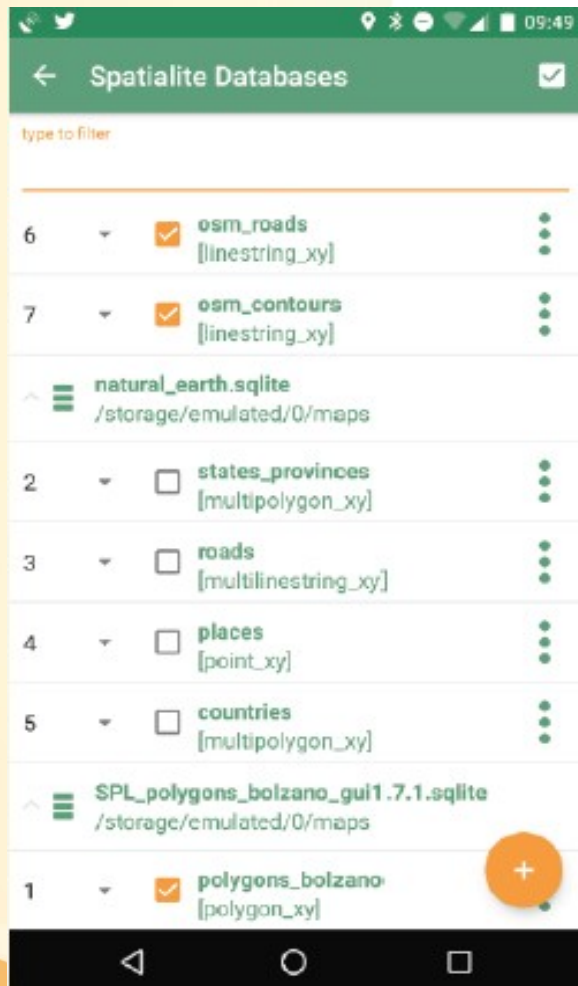 09:49
Spatialite Databases
type to filter
6
osm_roads
[linestring_xy]
7
osm_contours
[linestring_xy]
natural_earth.sqlite
/storage/emulated/0/maps
2
states_provinces
[multipolygon_xy]
3
roads
[multilinestring_xy]
4
places
[point_xy]
5
countries
[multipolygon_xy]
SPL_polygons_bolzano_gui1.7.1.sqlite
/storage/emulated/0/maps
1
polygons_bolzano
[polygon_xy]